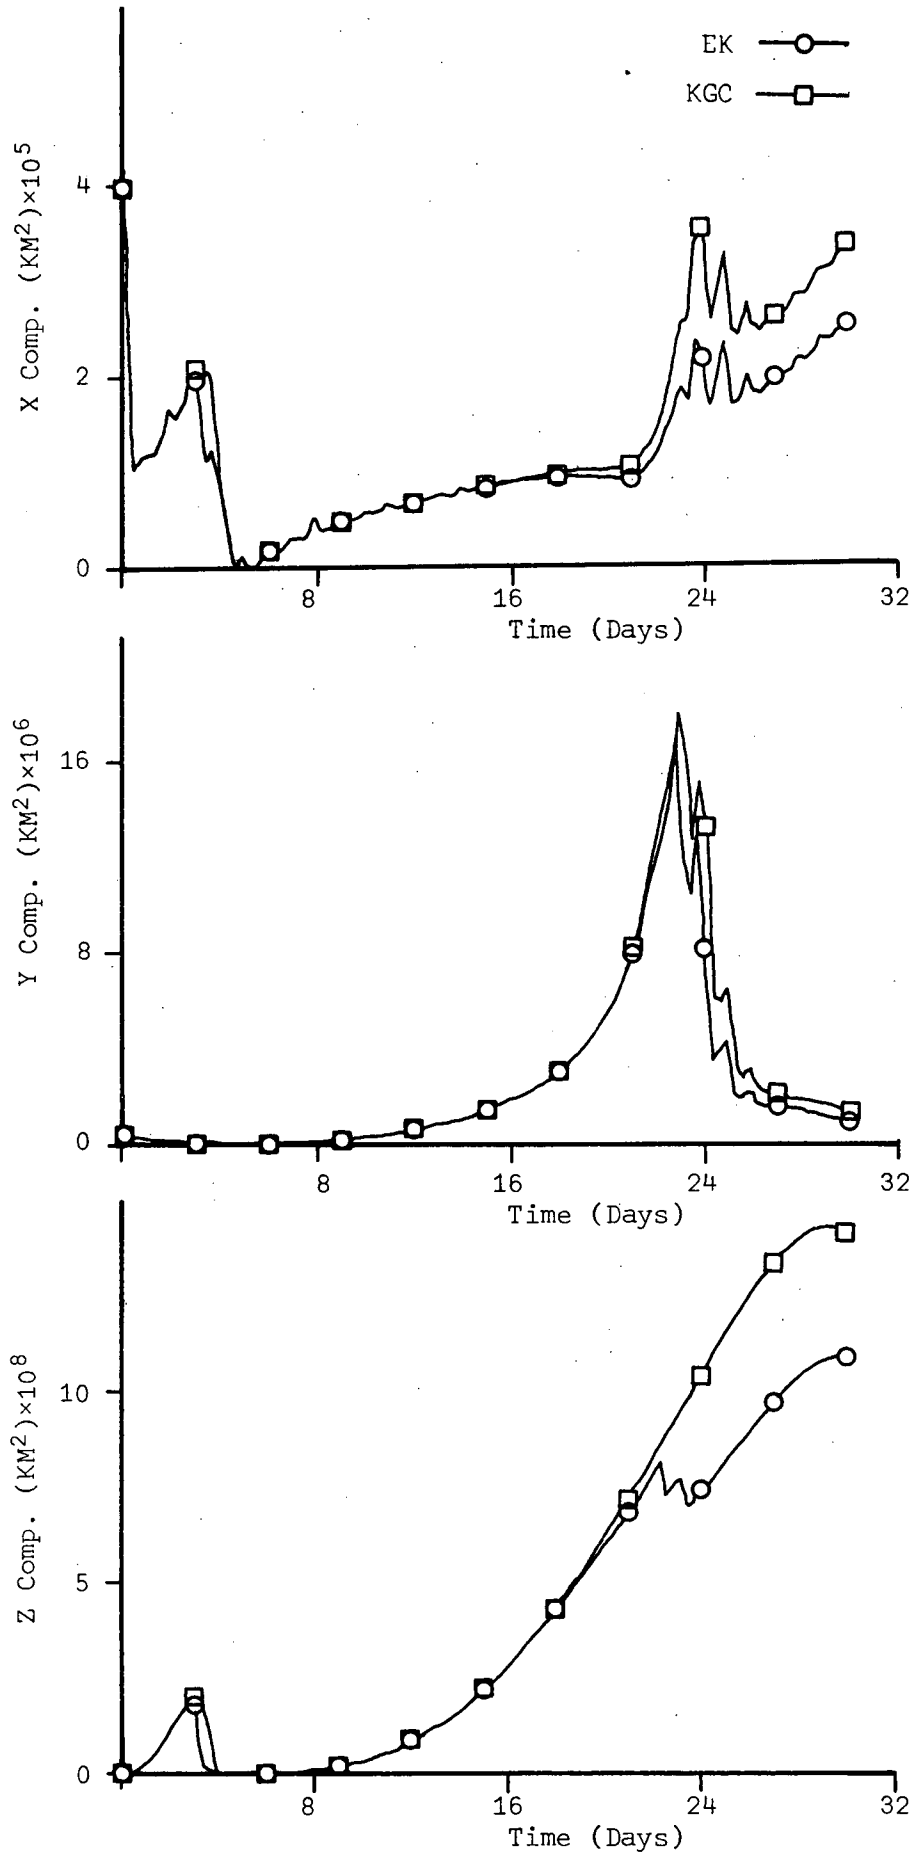 EK
KGC
X Comp. (KM²)×10⁵
4
2
0
8 16 24 32
Time (Days)
Y Comp. (KM²)×10⁶
16
8
0
8 16 24 32
Time (Days)
Z Comp. (KM²)×10⁸
10
5
0
8 16 24 32
Time (Days)